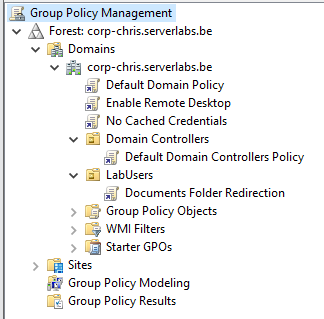 Group Policy Management
Forest: corp-chris.serverlabs.be
Domains
corp-chris.serverlabs.be
Default Domain Policy
Enable Remote Desktop
No Cached Credentials
Domain Controllers
Default Domain Controllers Policy
LabUsers
Documents Folder Redirection
Group Policy Objects
WMI Filters
Starter GPOs
Sites
Group Policy Modeling
Group Policy Results